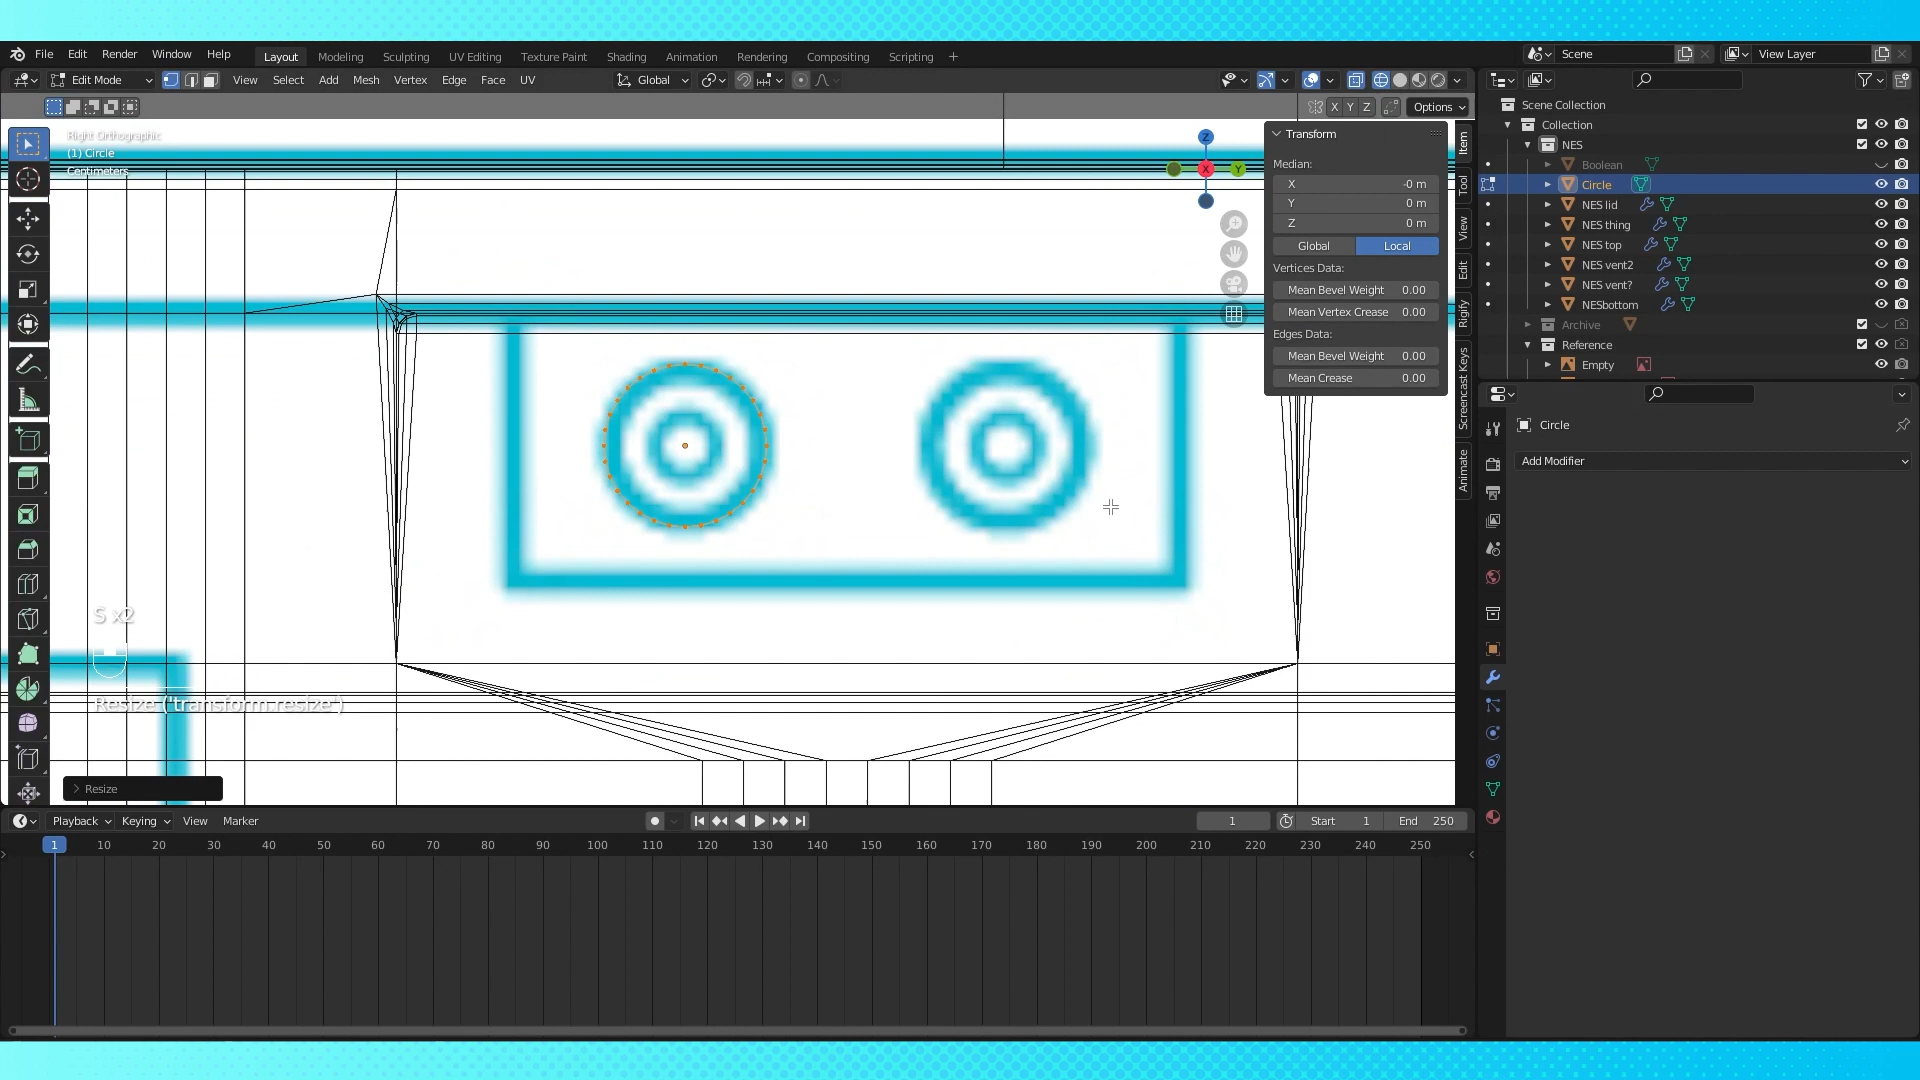 File Edit Render Window Help Layout Modeling Sculpting UV Editing Texture Paint Shading Animation Rendering Compositing Scripting + Scene View Layer
Edit Mode View Select Add Mesh Vertex Edge Face UV Global
X Y Z Options
Right Orthographic
(1) Circle
Centimeters
Z
X
Y
Transform
Median:
X -0 m
Y 0 m
Z 0 m
Global Local
Vertices Data:
Mean Bevel Weight 0.00
Mean Vertex Crease 0.00
Edges Data:
Mean Bevel Weight 0.00
Mean Crease 0.00
Item
Tool
View
Edit
Rigify
Screencast Keys
Animate
Scene Collection
Collection
NES
Boolean
Circle
NES lid
NES thing
NES top
NES vent2
NES vent?
NESbottom
Archive
Reference
Empty
Circle
Add Modifier
S x2
Resize ('transform.resize')
Resize
Playback Keying View Marker 1 Start 1 End 250
1 10 20 30 40 50 60 70 80 90 100 110 120 130 140 150 160 170 180 190 200 210 220 230 240 250